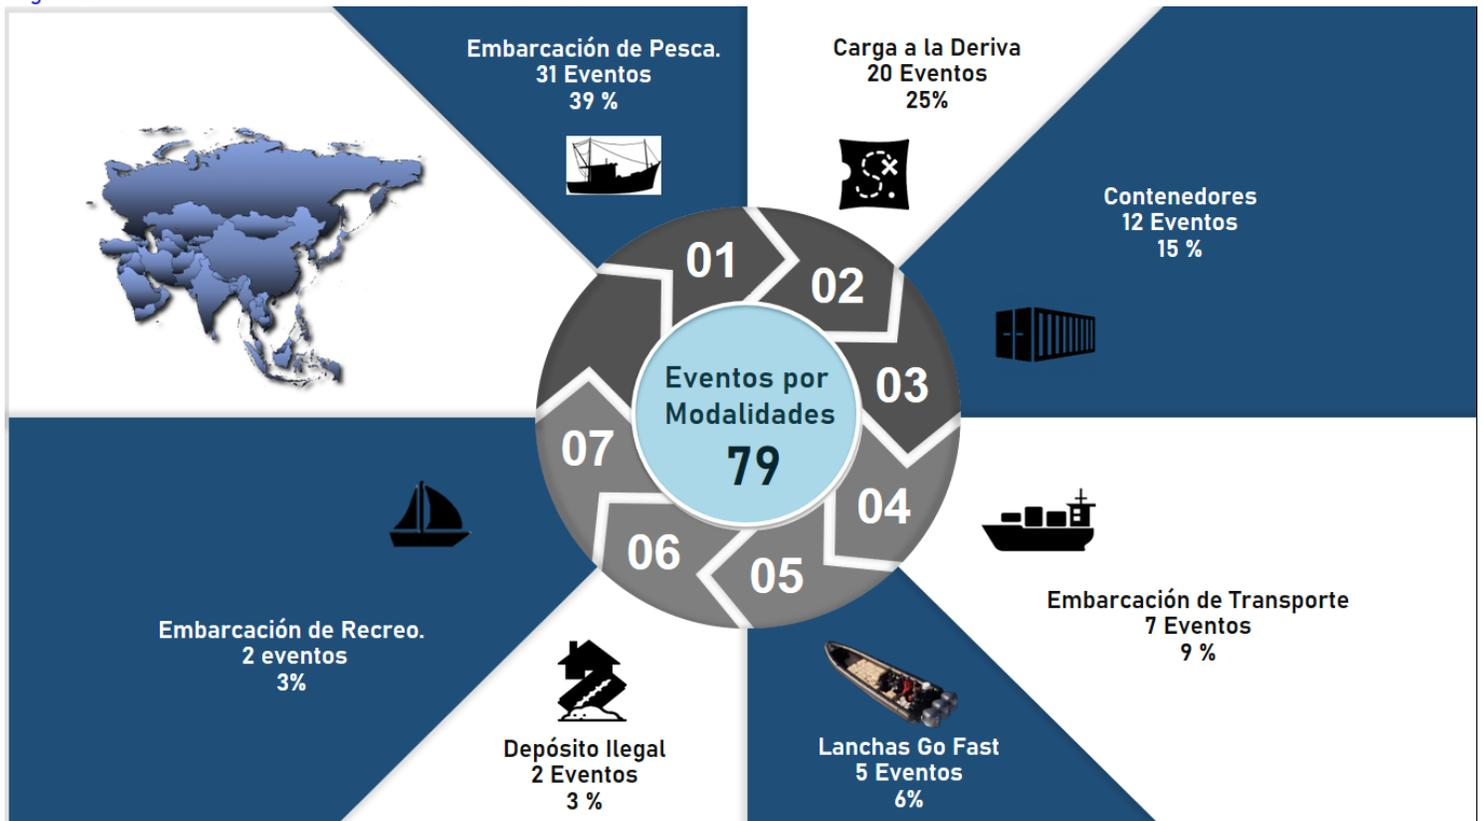 Embarcación de Pesca.
31 Eventos
39 %
Carga a la Deriva
20 Eventos
25%
Contenedores
12 Eventos
15 %
01
02
03
04
05
06
07
Eventos por
Modalidades
79
Embarcación de Transporte
7 Eventos
9 %
Lanchas Go Fast
5 Eventos
6%
Depósito Ilegal
2 Eventos
3 %
Embarcación de Recreo.
2 eventos
3%